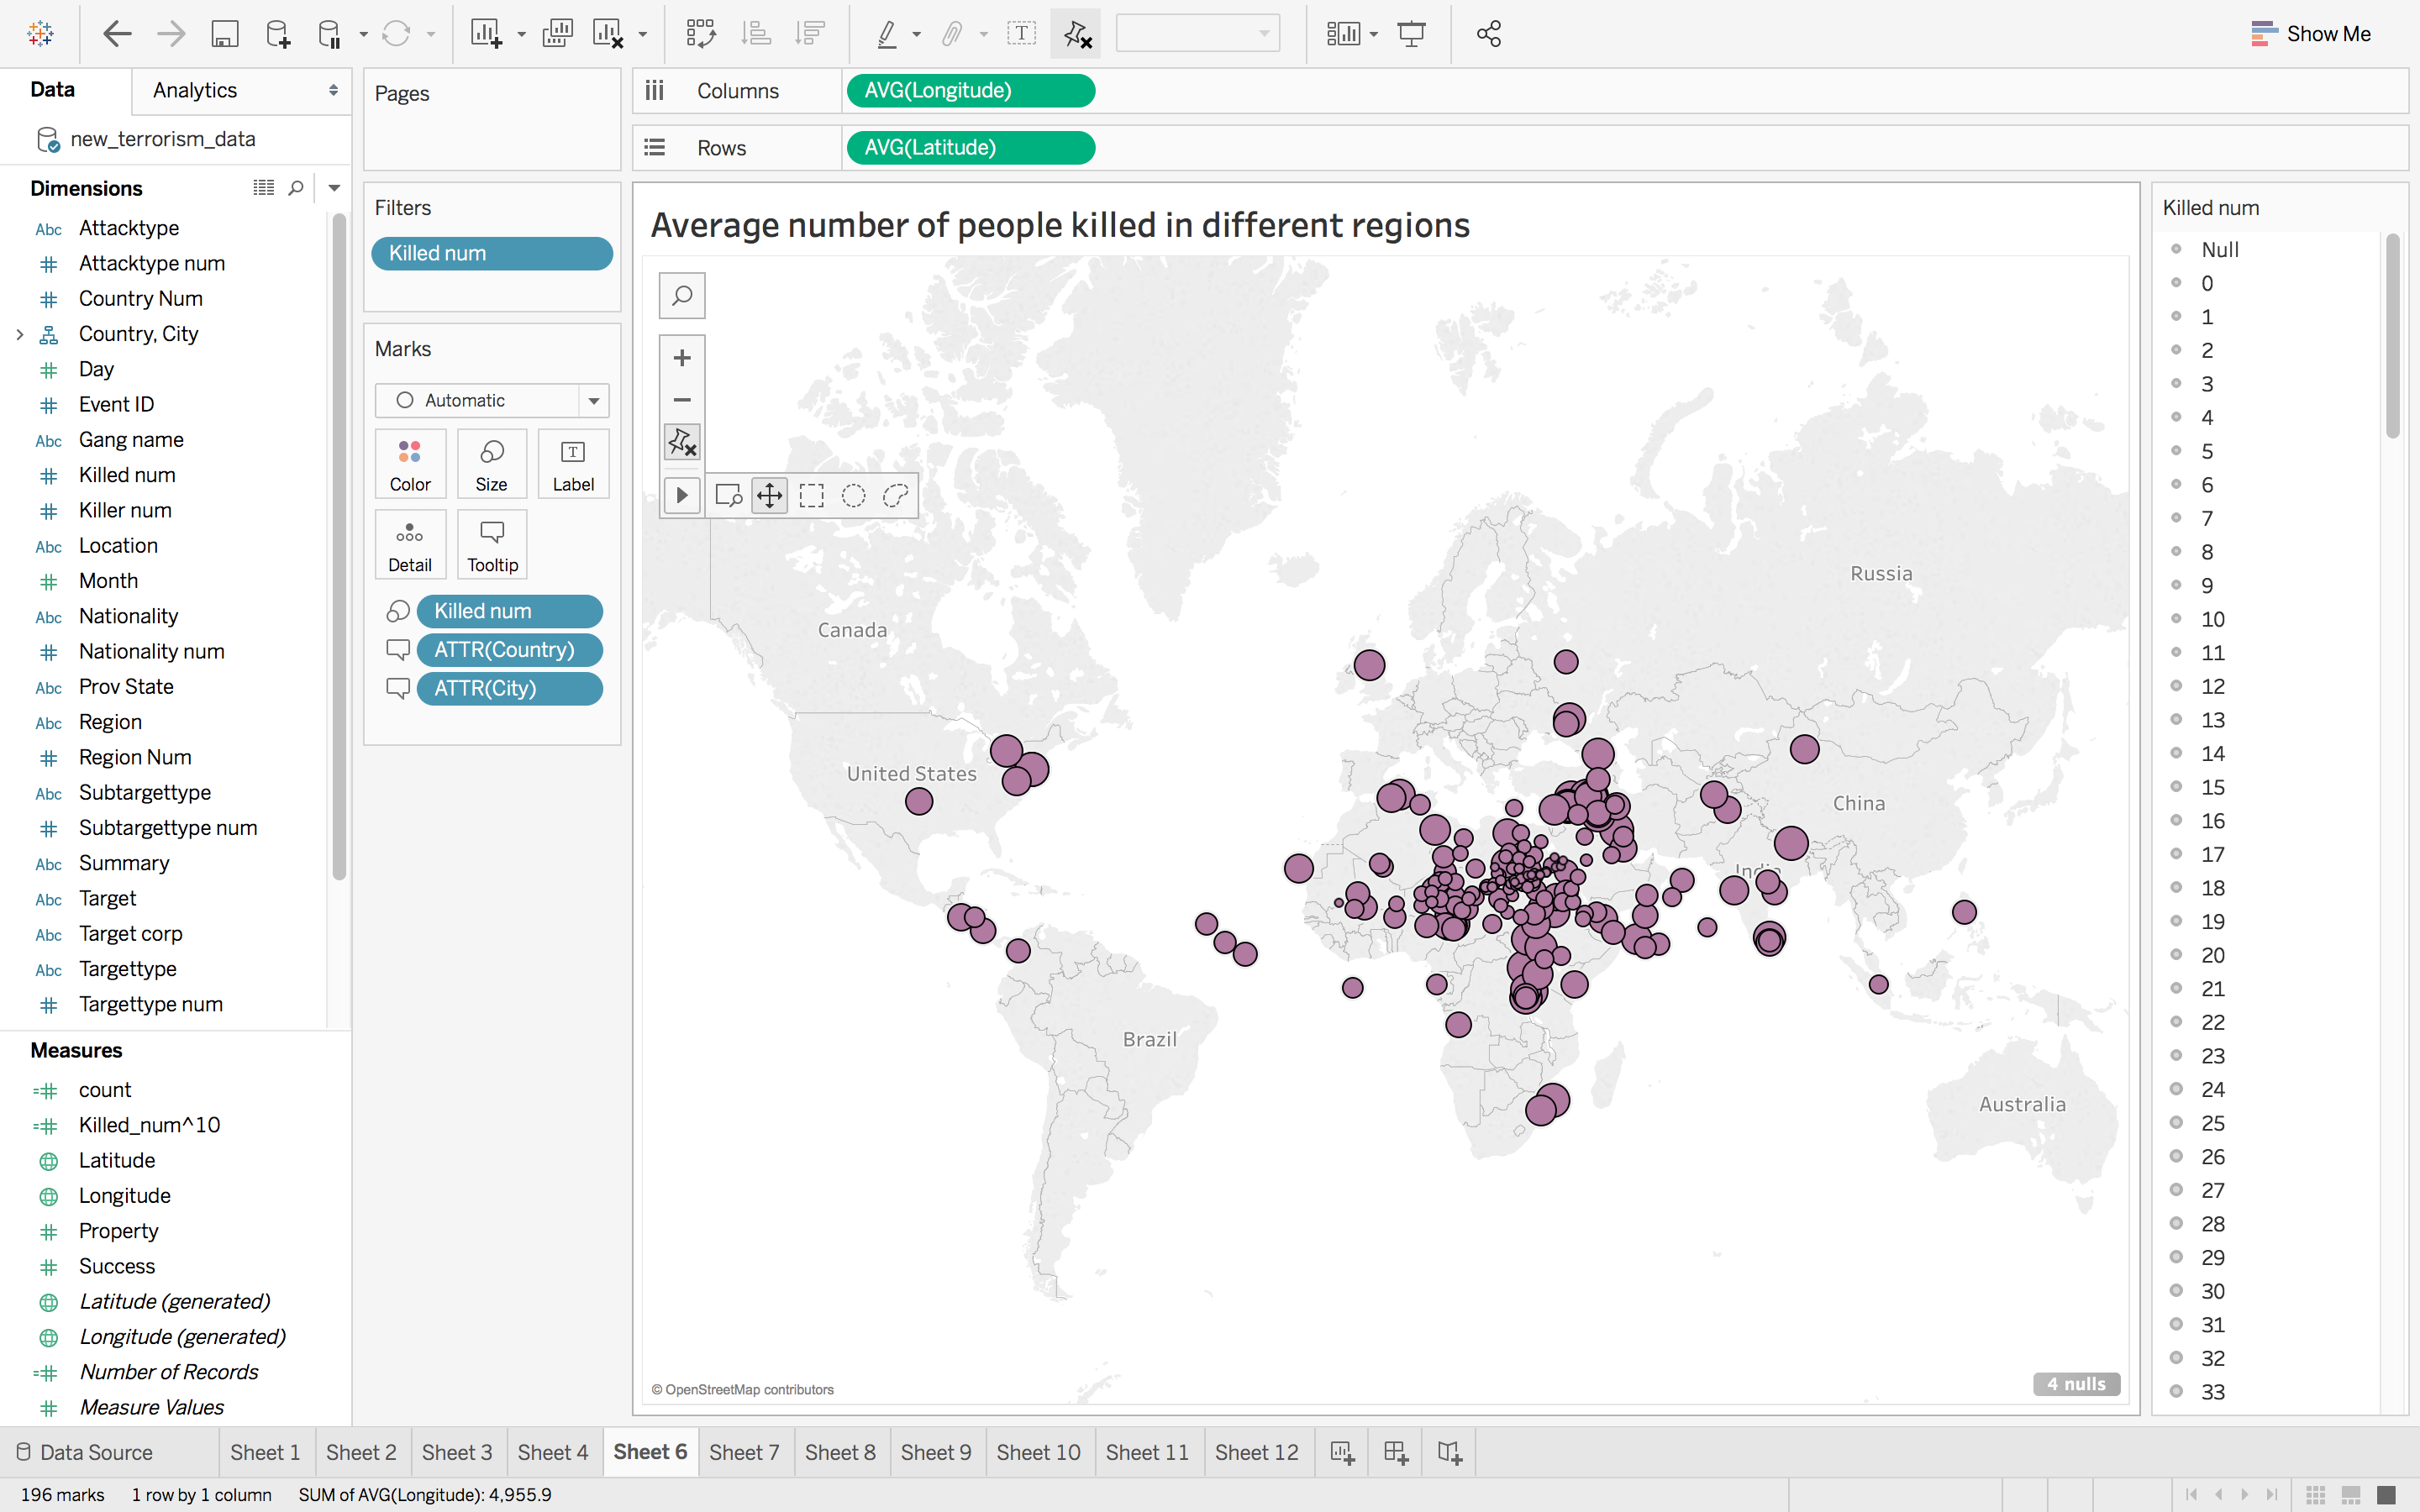 Show Me
Data
Analytics
new_terrorism_data
Dimensions
Abc Attacktype
# Attacktype num
# Country Num
Country, City
# Day
# Event ID
Abc Gang name
# Killed num
# Killer num
Abc Location
# Month
Abc Nationality
# Nationality num
Abc Prov State
Abc Region
# Region Num
Abc Subtargettype
# Subtargettype num
Abc Summary
Abc Target
Abc Target corp
Abc Targettype
# Targettype num
Measures
=# count
=# Killed_num^10
Latitude
Longitude
# Property
# Success
Latitude (generated)
Longitude (generated)
=# Number of Records
# Measure Values
Pages
Filters
Killed num
Marks
Automatic
Color
Size
Label
Detail
Tooltip
Killed num
ATTR(Country)
ATTR(City)
Columns
AVG(Longitude)
Rows
AVG(Latitude)
Average number of people killed in different regions
Canada
United States
Brazil
Russia
China
India
Australia
© OpenStreetMap contributors
4 nulls
Killed num
Null
0
1
2
3
4
5
6
7
8
9
10
11
12
13
14
15
16
17
18
19
20
21
22
23
24
25
26
27
28
29
30
31
32
33
Data Source
Sheet 1
Sheet 2
Sheet 3
Sheet 4
Sheet 6
Sheet 7
Sheet 8
Sheet 9
Sheet 10
Sheet 11
Sheet 12
196 marks
1 row by 1 column
SUM of AVG(Longitude): 4,955.9